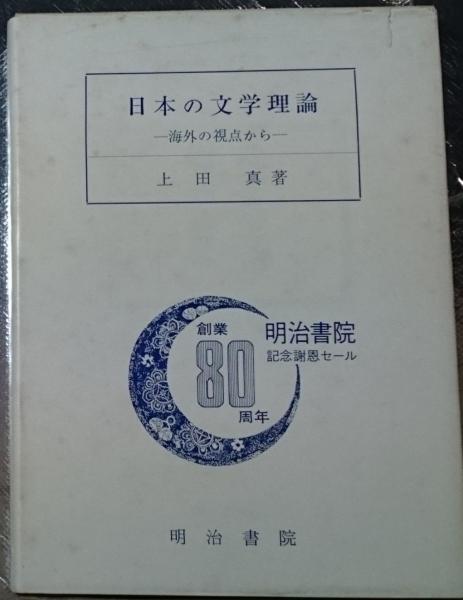 日本の文学理論
―海外の視点から―
上田 真著
創業
80
周年
明治書院
記念謝恩セール
明治書院